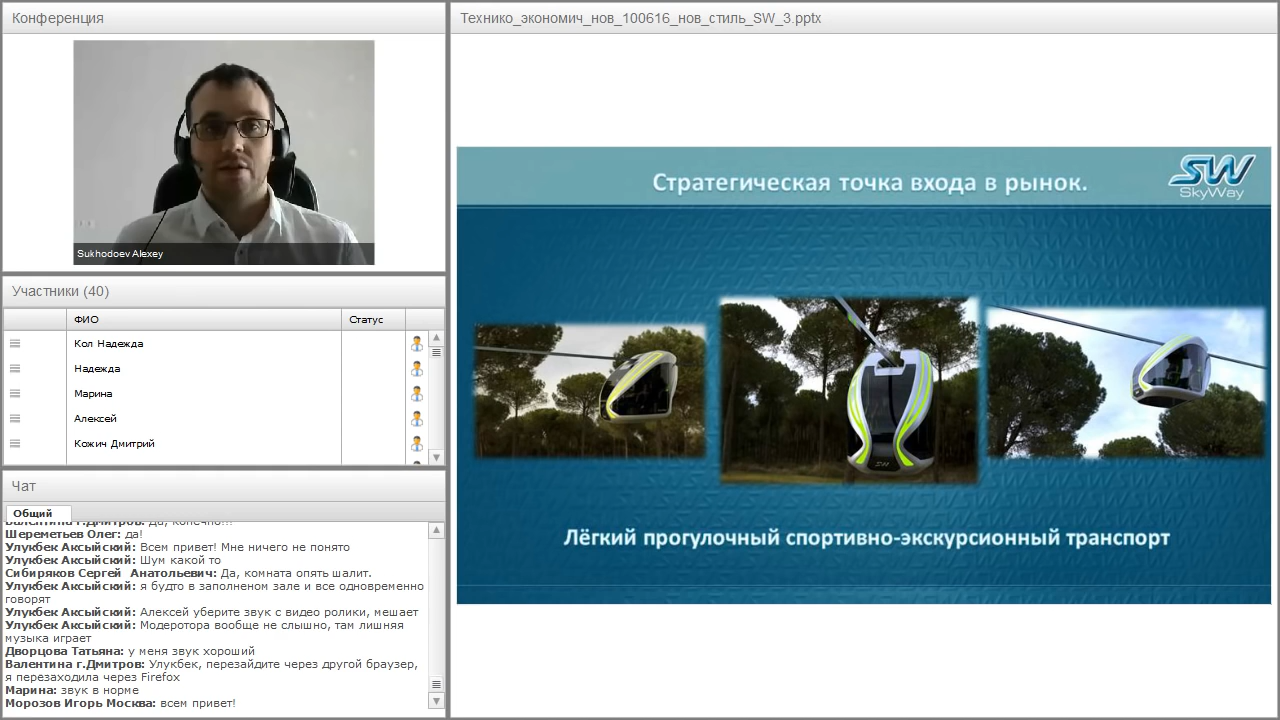 Конференция
Sukhodoev Alexey
Участники (40)
ФИО
Статус
Кол Надежда
Надежда
Марина
Алексей
Кожич Дмитрий
Чат
Общий
Валентина г.Дмитров: да, конечно!!!
Шереметьев Олег: да!
Улукбек Аксыйский: Всем привет! Мне ничего не понято
Улукбек Аксыйский: Шум какой то
Сибиряков Сергей Анатольевич: Да, комната опять шалит.
Улукбек Аксыйский: я будто в заполненом зале и все одновременно
говорят
Улукбек Аксыйский: Алексей уберите звук с видео ролики, мешает
Улукбек Аксыйский: Модеротора вообще не слышно, там лишняя
музыка играет
Дворцова Татьяна: у меня звук хороший
Валентина г.Дмитров: Улукбек, перезайдите через другой браузер,
я перезаходила через Firefox
Марина: звук в норме
Морозов Игорь Москва: всем привет!
Технико_экономич_нов_100616_нов_стиль_SW_3.pptx
Стратегическая точка входа в рынок.
SW
SkyWay
Лёгкий прогулочный спортивно-экскурсионный транспорт